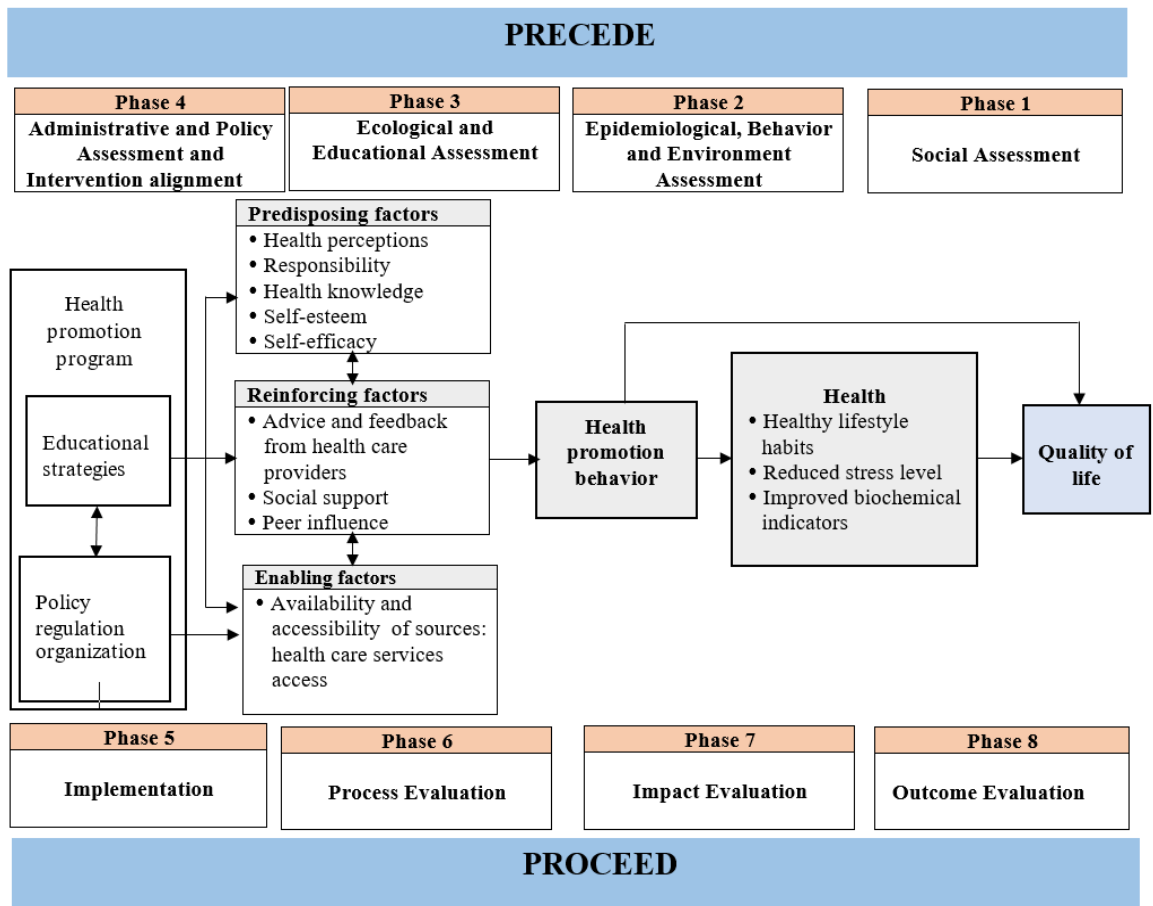 PRECEDE
Phase 4
Administrative and Policy
Assessment and
Intervention alignment
Phase 3
Ecological and
Educational Assessment
Phase 2
Epidemiological, Behavior
and Environment
Assessment
Phase 1
Social Assessment
Health
promotion
program
Educational
strategies
Policy
regulation
organization
Predisposing factors
• Health perceptions
• Responsibility
• Health knowledge
• Self-esteem
• Self-efficacy
Reinforcing factors
• Advice and feedback
from health care
providers
• Social support
• Peer influence
Enabling factors
• Availability and
accessibility of sources:
health care services
access
Health
promotion
behavior
Health
• Healthy lifestyle
habits
• Reduced stress level
• Improved biochemical
indicators
Quality of
life
Phase 5
Implementation
Phase 6
Process Evaluation
Phase 7
Impact Evaluation
Phase 8
Outcome Evaluation
PROCEED